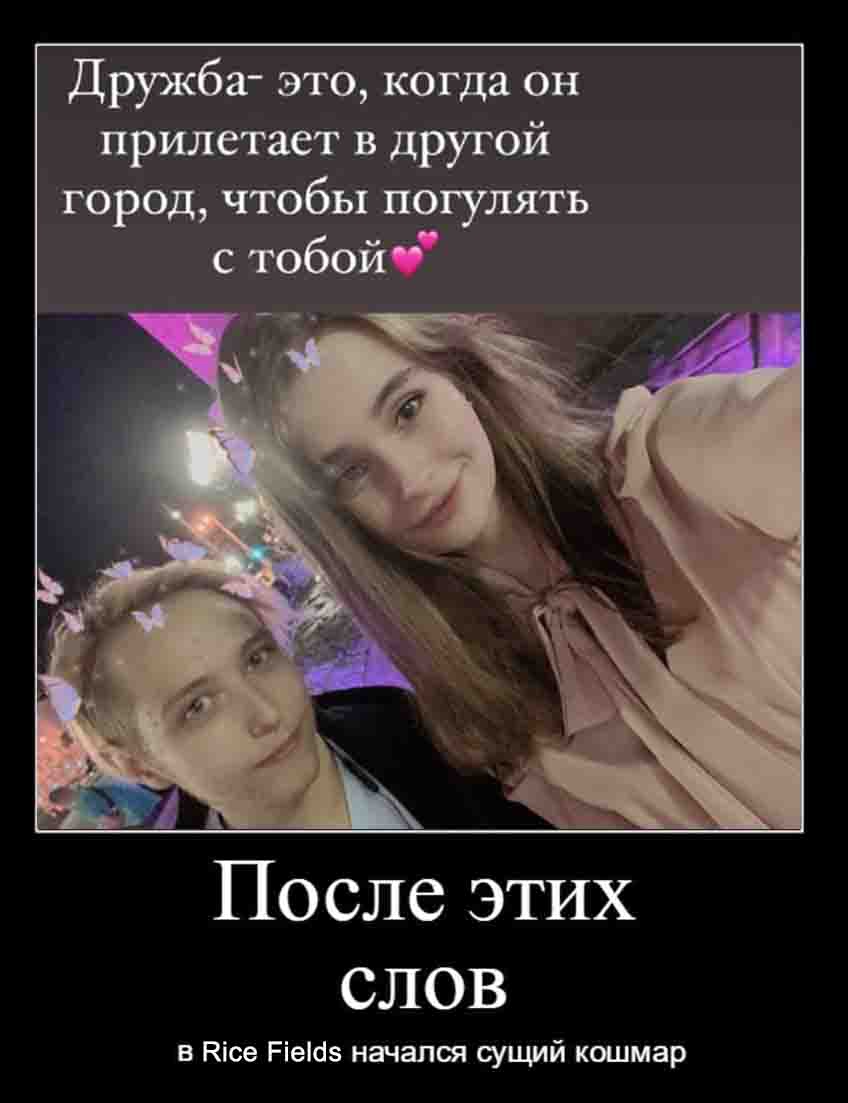 Дружба- это, когда он
прилетает в другой
город, чтобы погулять
с тобой💕
После этих
слов
в Rice Fields начался сущий кошмар